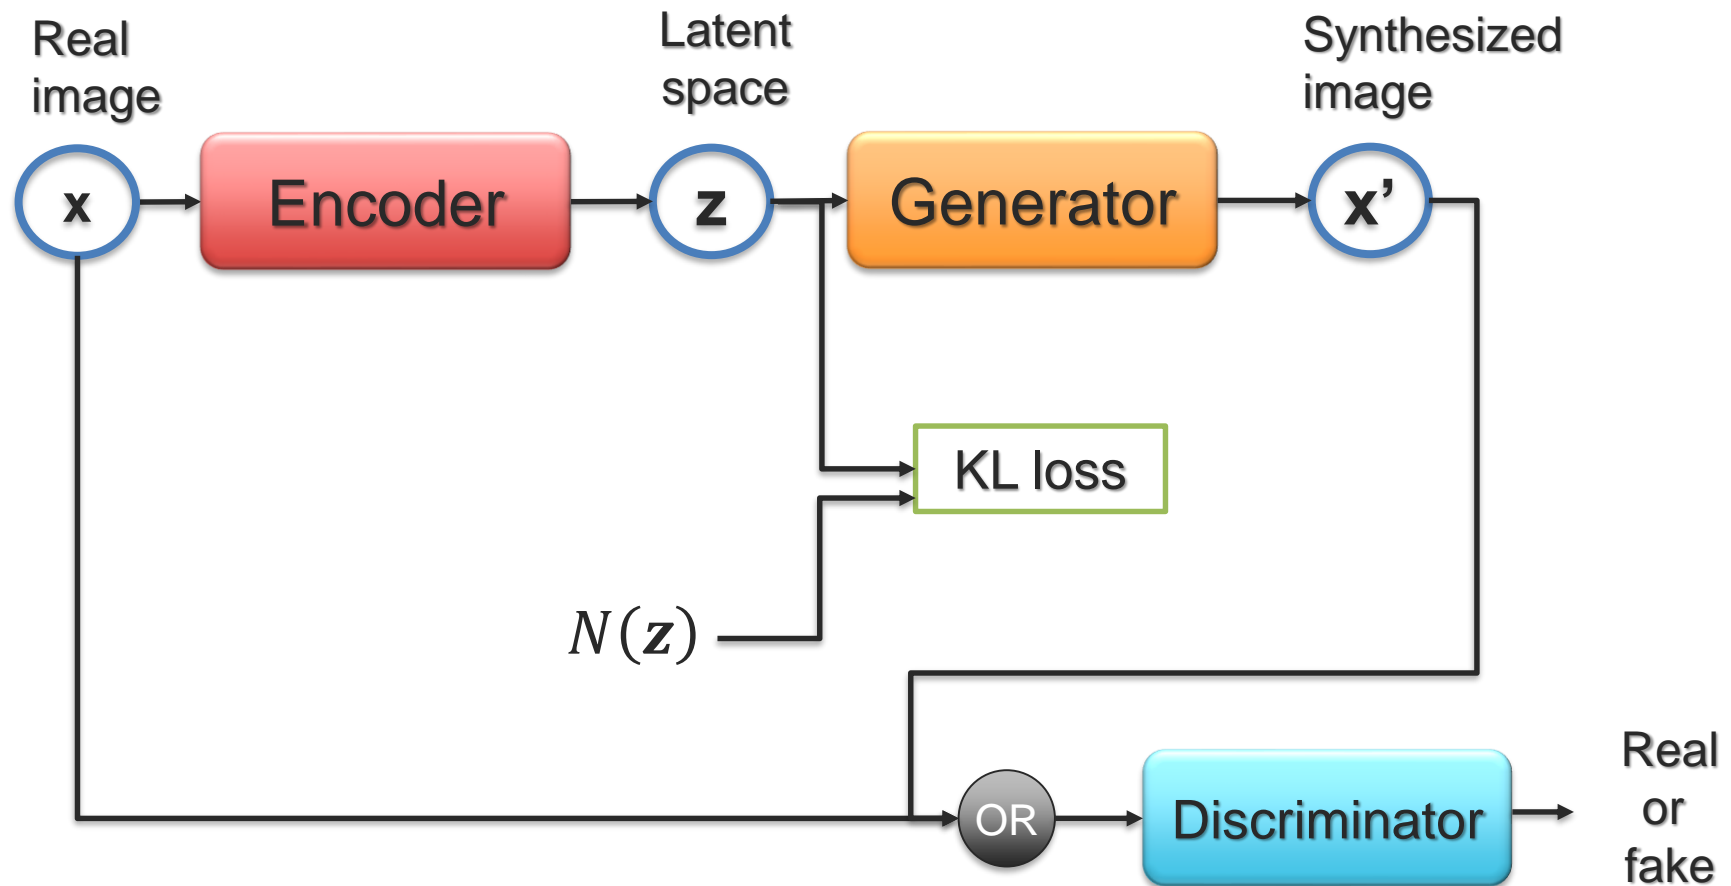 Real
image
Latent
space
Synthesized
image
x
Encoder
z
Generator
x’
KL loss
N(z)
OR
Discriminator
Real
or
fake